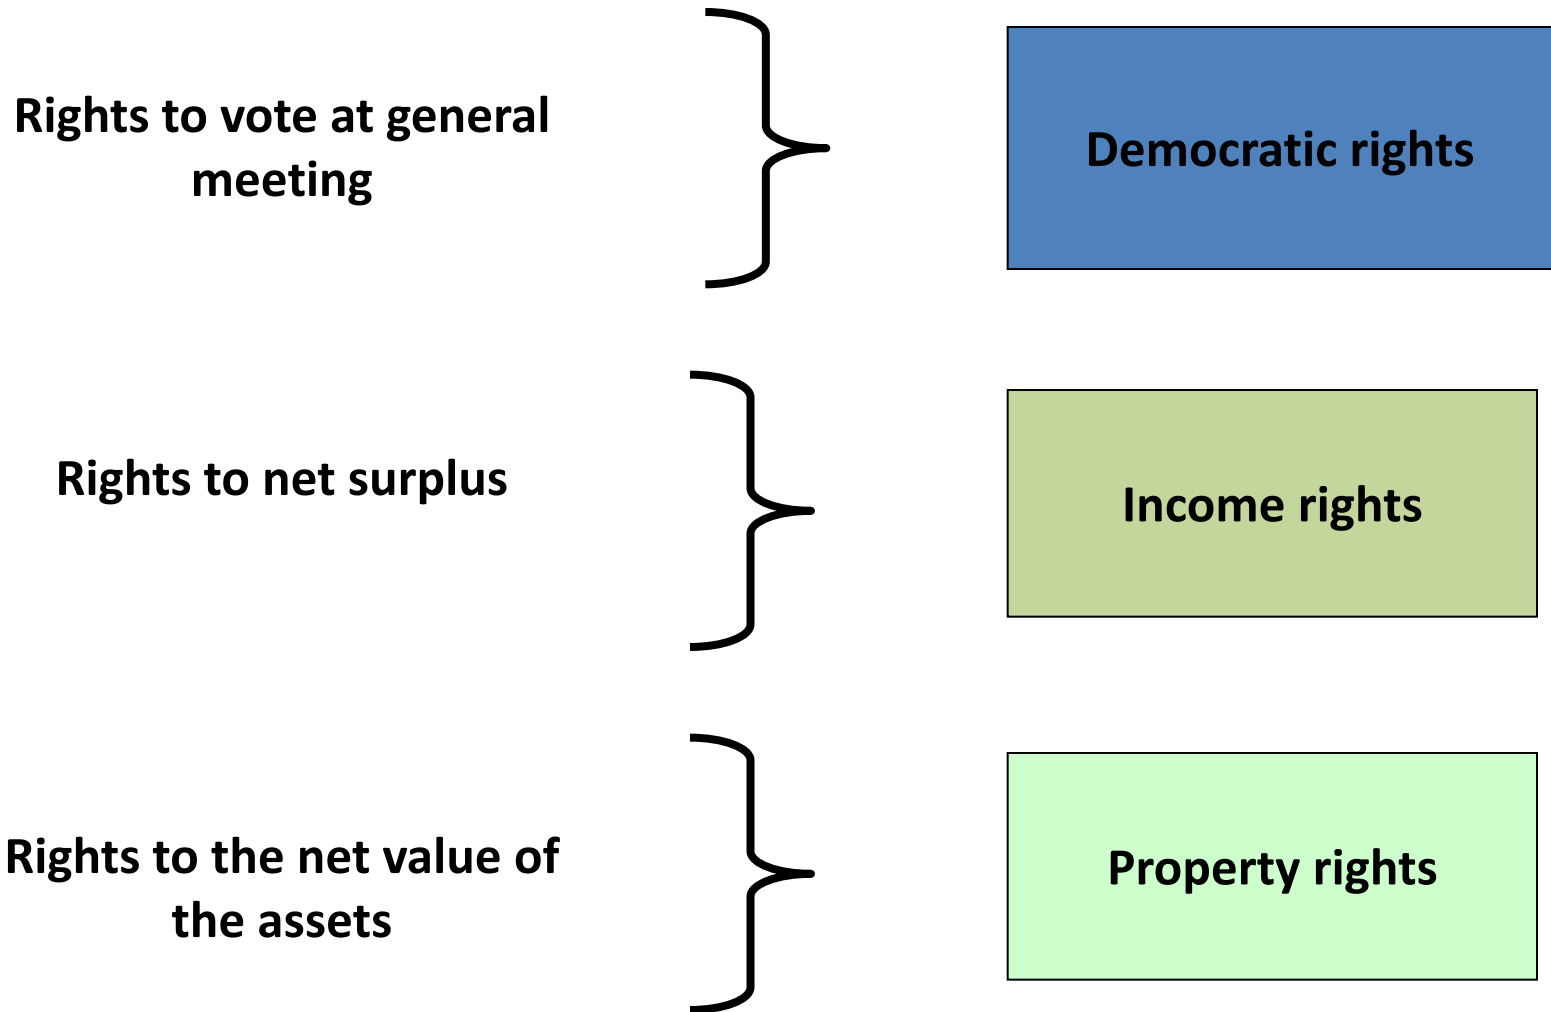 Rights to vote at general
meeting
Democratic rights
Rights to net surplus
Income rights
Rights to the net value of
the assets
Property rights